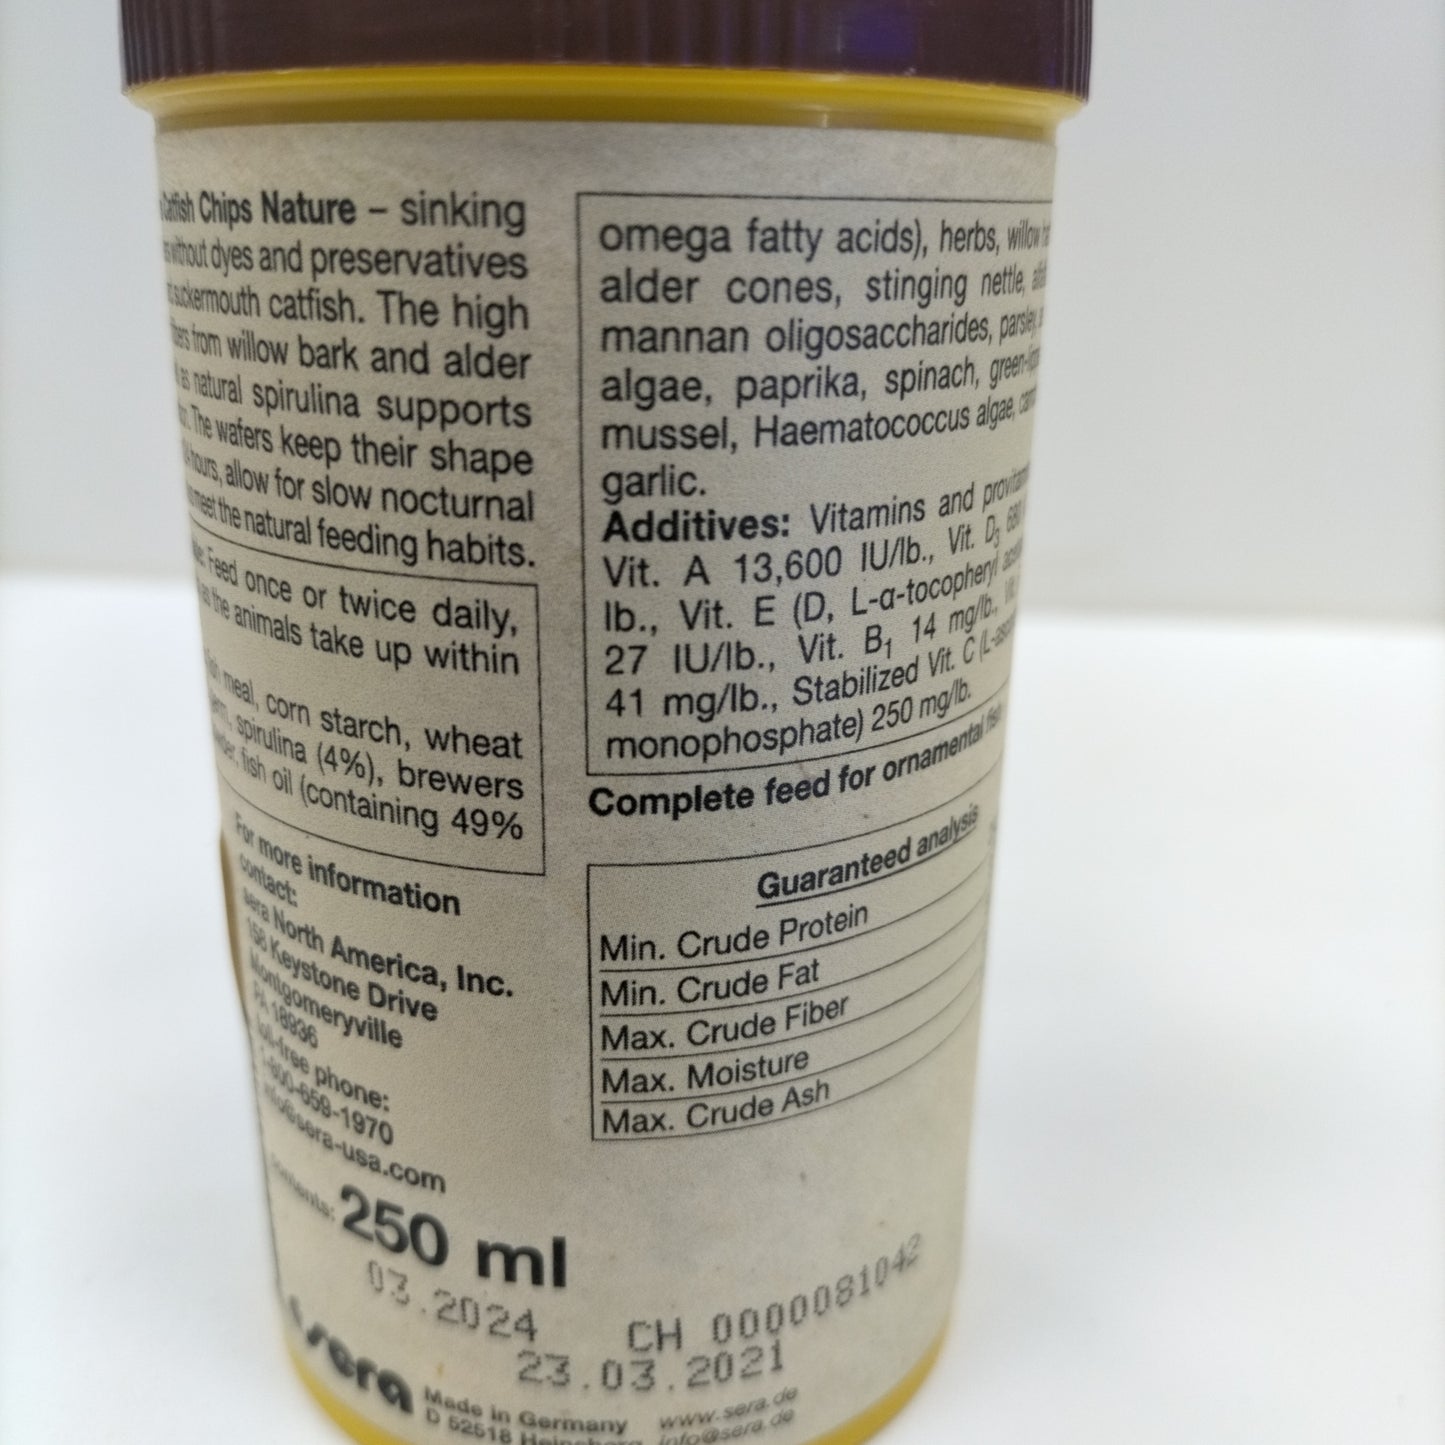 Catfish Chips Nature – sinking
without dyes and preservatives
suckermouth catfish. The high
from willow bark and alder
as natural spirulina supports
The wafers keep their shape
hours, allow for slow nocturnal
meet the natural feeding habits.
Feed once or twice daily,
as the animals take up within
meal, corn starch, wheat
spirulina (4%), brewers
fish oil (containing 49%
For more information
contact:
sera North America, Inc.
Keystone Drive
Montgomeryville
PA 18936
Toll-free phone:
1-800-659-1970
info@sera-usa.com
contents: 250 ml
03.2024
sera
omega fatty acids), herbs, willow
alder cones, stinging nettle,
mannan oligosaccharides, parsley,
algae, paprika, spinach,
mussel, Haematococcus algae,
garlic.
Additives: Vitamins and
Vit. A 13,600 IU/lb., Vit. D3
lb., Vit. E (D, L-α-tocopheryl
27 IU/lb., Vit. B1 14 mg/lb.,
41 mg/lb., Stabilized Vit. C
monophosphate) 250 mg/lb.
Complete feed for ornamental fish
Guaranteed analysis
Min. Crude Protein
Min. Crude Fat
Max. Crude Fiber
Max. Moisture
Max. Crude Ash
CH 0000081042
23.03.2021
Made in Germany www.sera.de
D 52518 Heinsberg info@sera.de